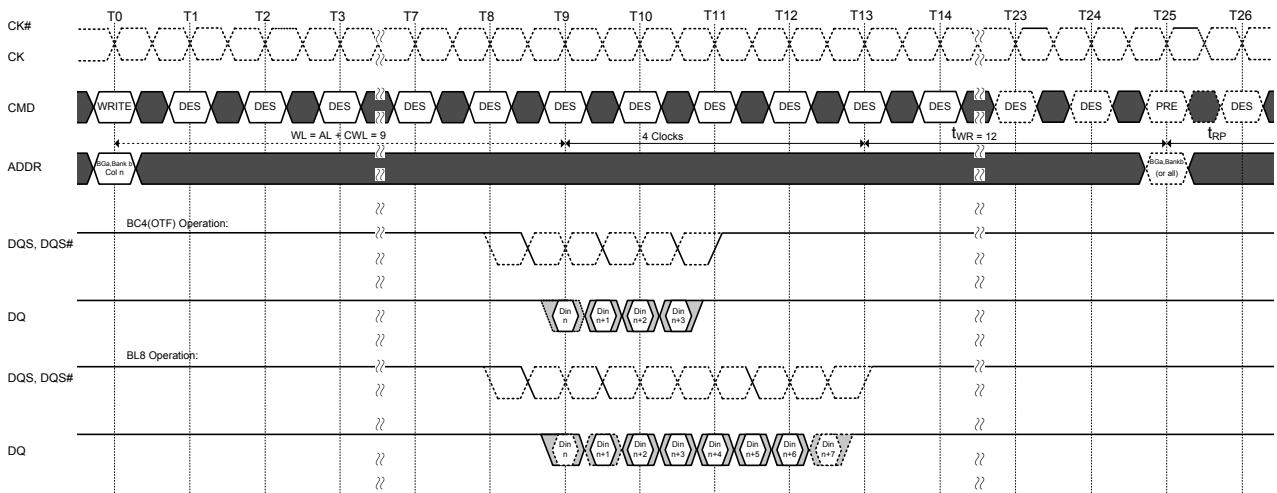 T0 T1 T2 T3 T7 T8 T9 T10 T11 T12 T13 T14 T23 T24 T25 T26
CK#
CK
CMD WRITE DES DES DES DES DES DES DES DES DES DES DES DES DES PRE DES
WL = AL + CWL = 9 4 Clocks tWR = 12 tRP
ADDR
BGa,Bank b
Col n
BGa,Bankb
(or all)
BC4(OTF) Operation:
DQS, DQS#
DQ
Din n Din n+1 Din n+2 Din n+3
BL8 Operation:
DQS, DQS#
DQ
Din n Din n+1 Din n+2 Din n+3 Din n+4 Din n+5 Din n+6 Din n+7